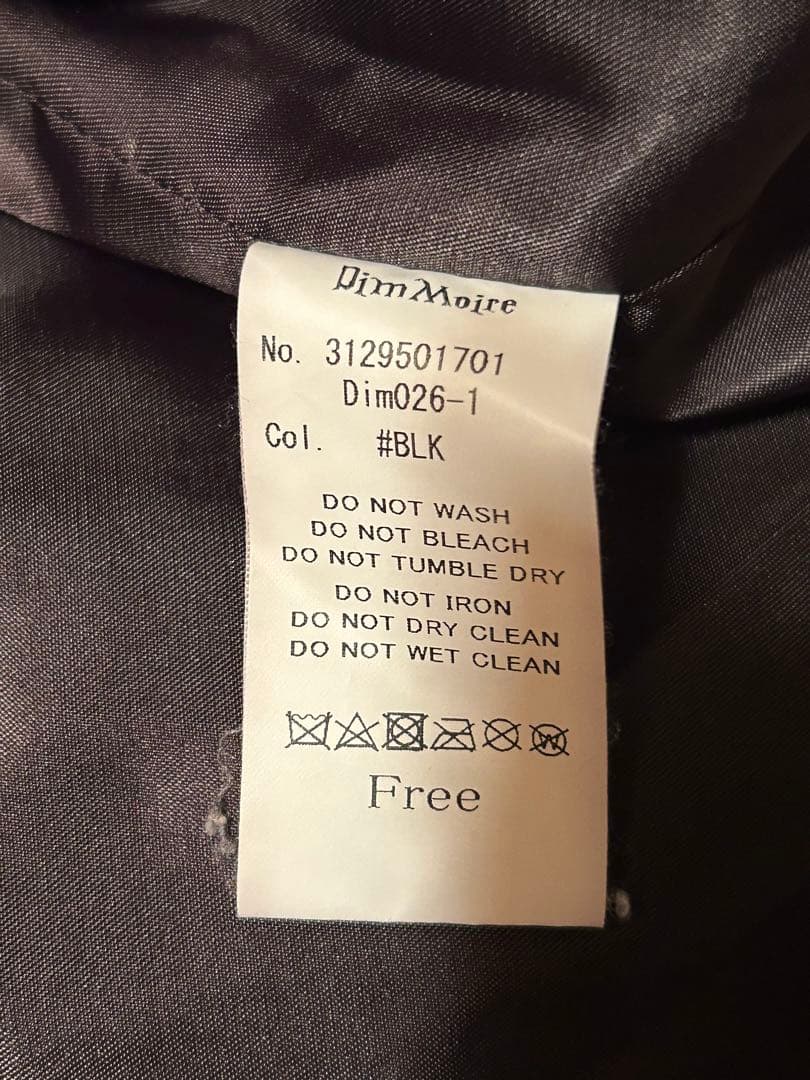 DimMoire
No. 3129501701
Dim026-1
Col. #BLK
DO NOT WASH
DO NOT BLEACH
DO NOT TUMBLE DRY
DO NOT IRON
DO NOT DRY CLEAN
DO NOT WET CLEAN
W
Free